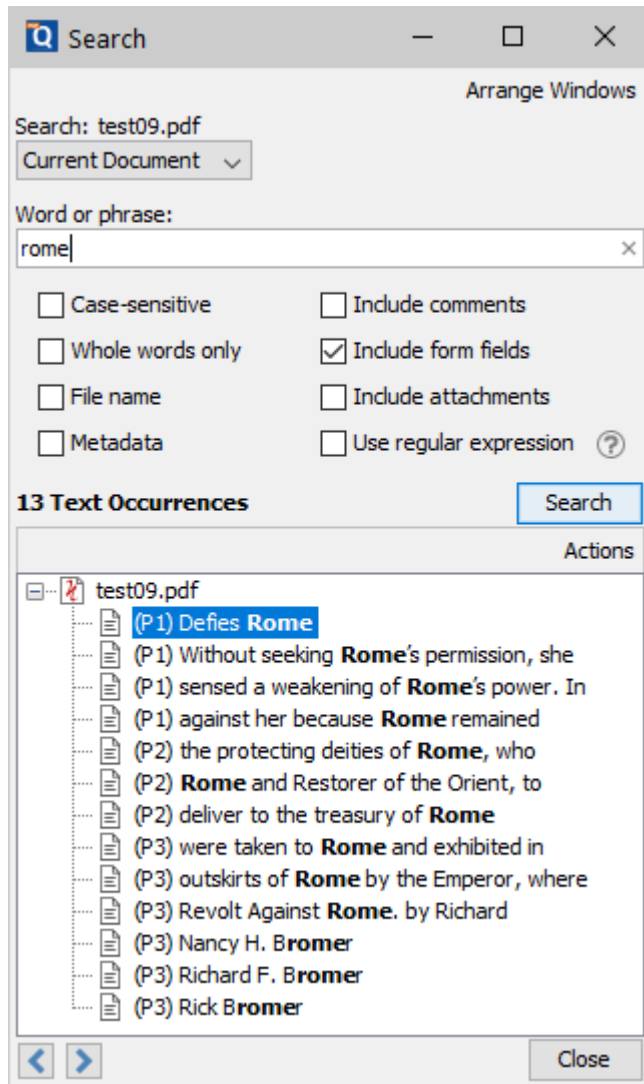 Search
Arrange Windows
Search: test09.pdf
Current Document
Word or phrase:
rome
Case-sensitive
Include comments
Whole words only
Include form fields
File name
Include attachments
Metadata
Use regular expression ?
13 Text Occurrences
Search
Actions
test09.pdf
(P1) Defies Rome
(P1) Without seeking Rome’s permission, she
(P1) sensed a weakening of Rome’s power. In
(P1) against her because Rome remained
(P2) the protecting deities of Rome, who
(P2) Rome and Restorer of the Orient, to
(P2) deliver to the treasury of Rome
(P3) were taken to Rome and exhibited in
(P3) outskirts of Rome by the Emperor, where
(P3) Revolt Against Rome. by Richard
(P3) Nancy H. Bromer
(P3) Richard F. Bromer
(P3) Rick Bromer
Close